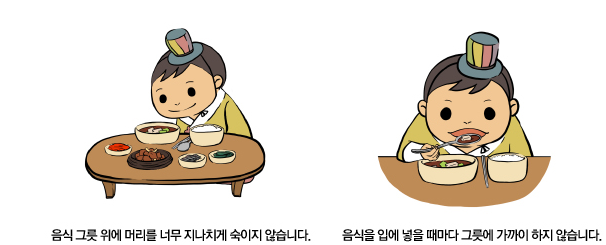 음식 그릇 위에 머리를 너무 지나치게 숙이지 않습니다.
음식을 입에 넣을 때마다 그릇에 가까이 하지 않습니다.